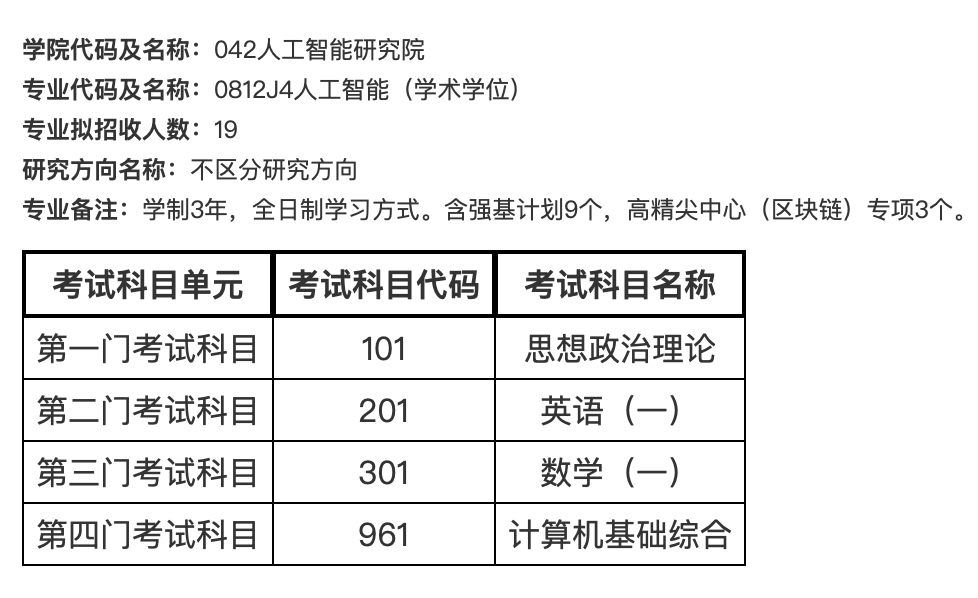 学院代码及名称：042人工智能研究院
专业代码及名称：0812J4人工智能（学术学位）
专业拟招收人数：19
研究方向名称：不区分研究方向
专业备注：学制3年，全日制学习方式。含强基计划9个，高精尖中心（区块链）专项3个。
考试科目单元 考试科目代码 考试科目名称
第一门考试科目 101 思想政治理论
第二门考试科目 201 英语（一）
第三门考试科目 301 数学（一）
第四门考试科目 961 计算机基础综合